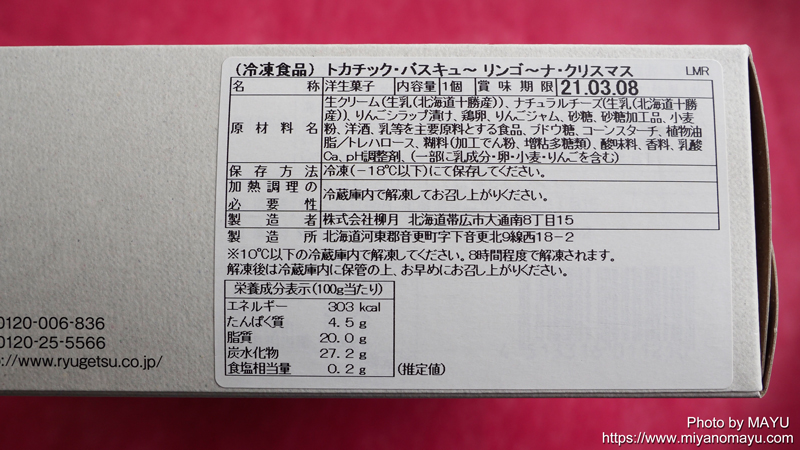 (冷凍食品) トカチック・バスキュ～ リンゴ～ナ・クリスマス LMR
名称 洋生菓子 内容量 1個 賞味期限 21.03.08
原材料名
生クリーム(生乳(北海道十勝産))、ナチュラルチーズ(生乳(北海道十勝
産))、りんごシラップ漬け、鶏卵、りんごジャム、砂糖、砂糖加工品、小麦
粉、洋酒、乳等を主要原料とする食品、ブドウ糖、コーンスターチ、植物油
脂／トレハロース、糊料(加工でん粉、増粘多糖類)、酸味料、香料、乳酸
Ca、pH調整剤、(一部に乳成分・卵・小麦・りんごを含む)
保存方法 冷凍(－18℃以下)にて保存してください。
加熱調理の
必要性
冷蔵庫内で解凍してお召し上がりください。
製造者 株式会社柳月 北海道帯広市大通南8丁目15
製造所 北海道河東郡音更町字下音更北9線西18-2
※10℃以下の冷蔵庫内で解凍してください。8時間程度で解凍されます。
解凍後は冷蔵庫内に保管の上、お早めにお召し上がりください。
栄養成分表示(100g当たり)
エネルギー 303 kcal
たんぱく質 4.5 g
脂質 20.0 g
炭水化物 27.2 g
食塩相当量 0.2 g (推定値)
0120-006-836
0120-25-5566
://www.ryugetsu.co.jp/
Photo by MAYU
https://www.miyanomayu.com/